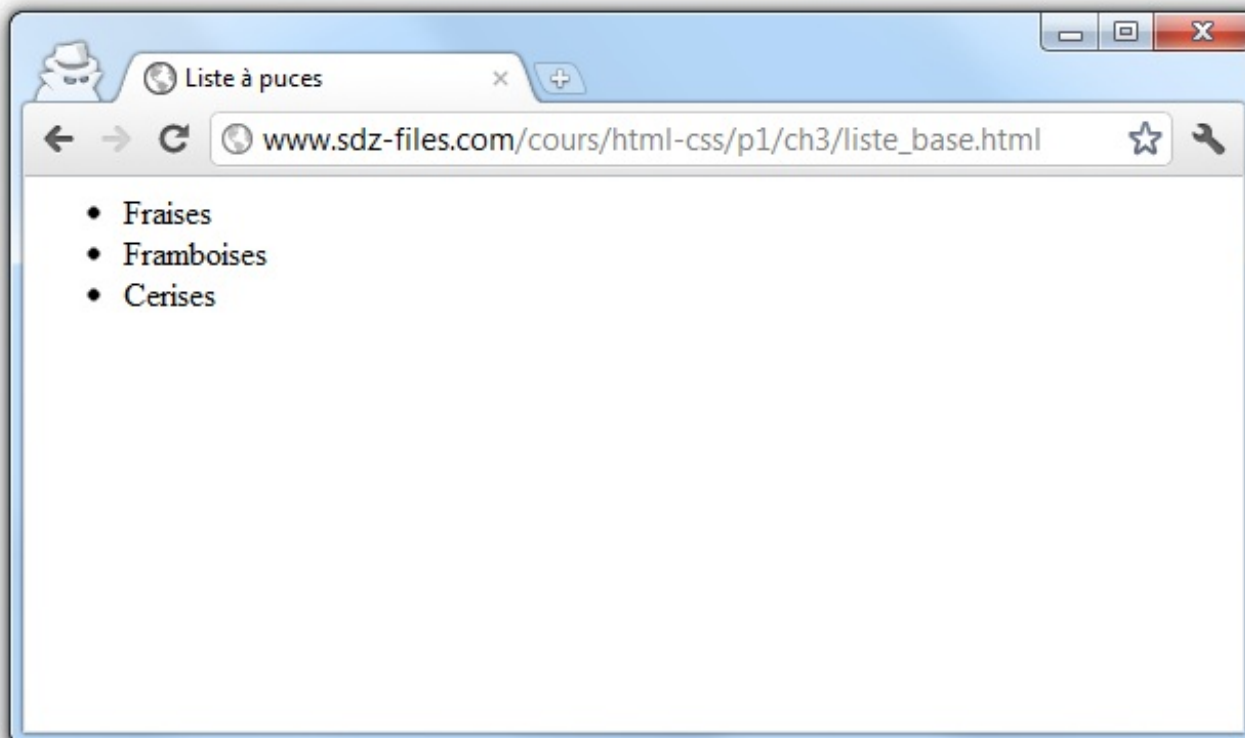 Liste à puces
www.sdz-files.com/cours/html-css/p1/ch3/liste_base.html
• Fraises
• Framboises
• Cerises